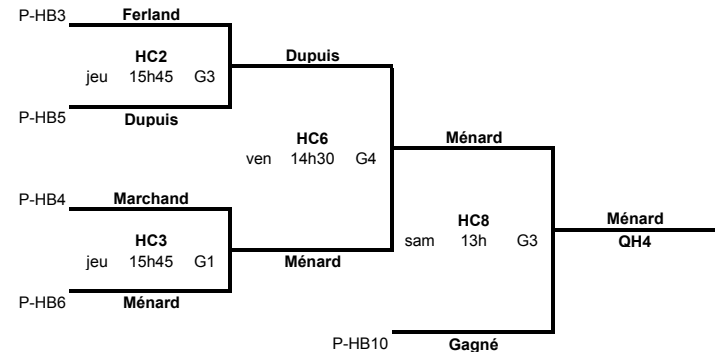 P-HB3 Ferland
HC2 Dupuis
jeu 15h45 G3
P-HB5 Dupuis
HC6 Ménard
ven 14h30 G4
P-HB4 Marchand
HC8 Ménard
HC3 sam 13h G3 QH4
jeu 15h45 G1 Ménard
P-HB6 Ménard
P-HB10 Gagné